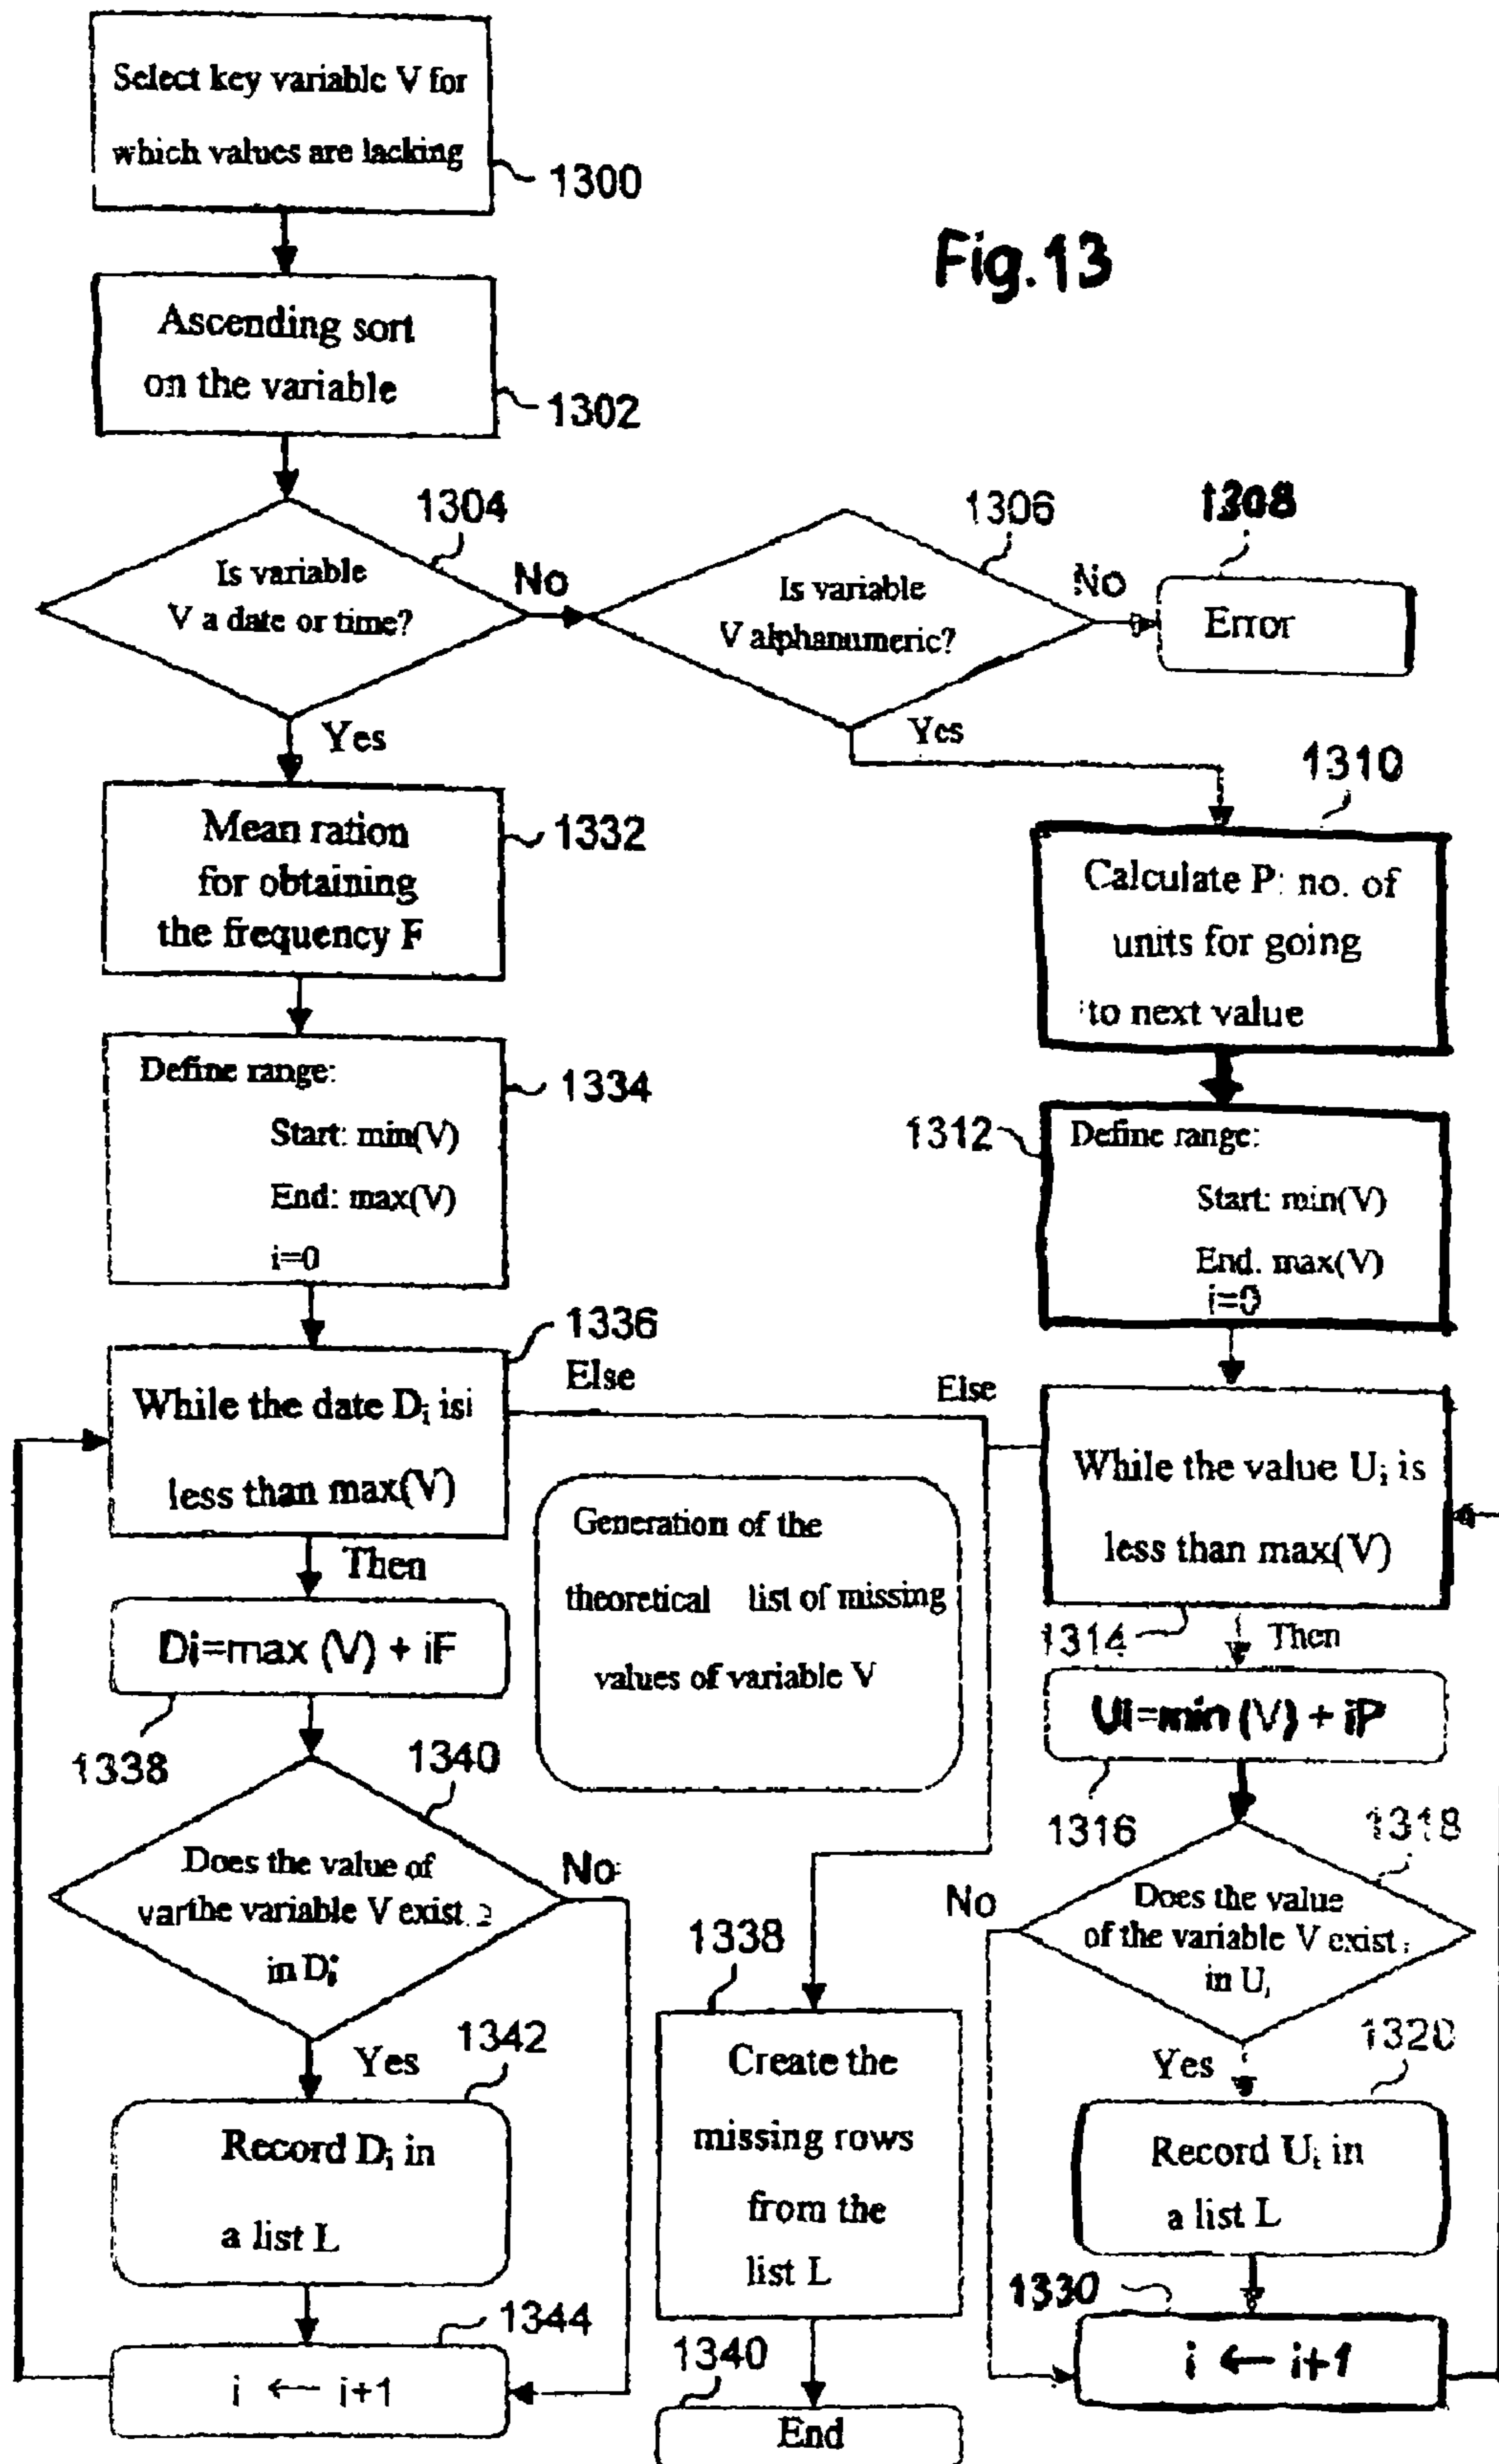 Select key variable V for
which values are lacking
1300
Fig.13
Ascending sort
on the variable
1302
1304
Is variable
V a date or time?
No
1306
Is variable
V alphanumeric?
No
1308
Error
Yes
Yes
1310
Mean ration
for obtaining
the frequency F
1332
Calculate P: no. of
units for going
to next value
Define range:
Start: min(V)
End: max(V)
i=0
1334
1312
Define range:
Start: min(V)
End. max(V)
i=0
1336
Else
While the date Di isi
less than max(V)
Then
Else
While the value Ui is
less than max(V)
1314
Then
Generation of the
theoretical list of missing
values of variable V
Di=max (V) + iF
1338
Ui=min (V) + iP
1316
1340
Does the value of
varthe variable V exist
in Di
No
1318
Does the value
of the variable V exist
in Ui
No
Yes
1342
Record Di in
a list L
1338
Create the
missing rows
from the
list L
Yes
1320
Record Ui in
a list L
1344
i ← i+1
1340
End
1330
i ← i+1